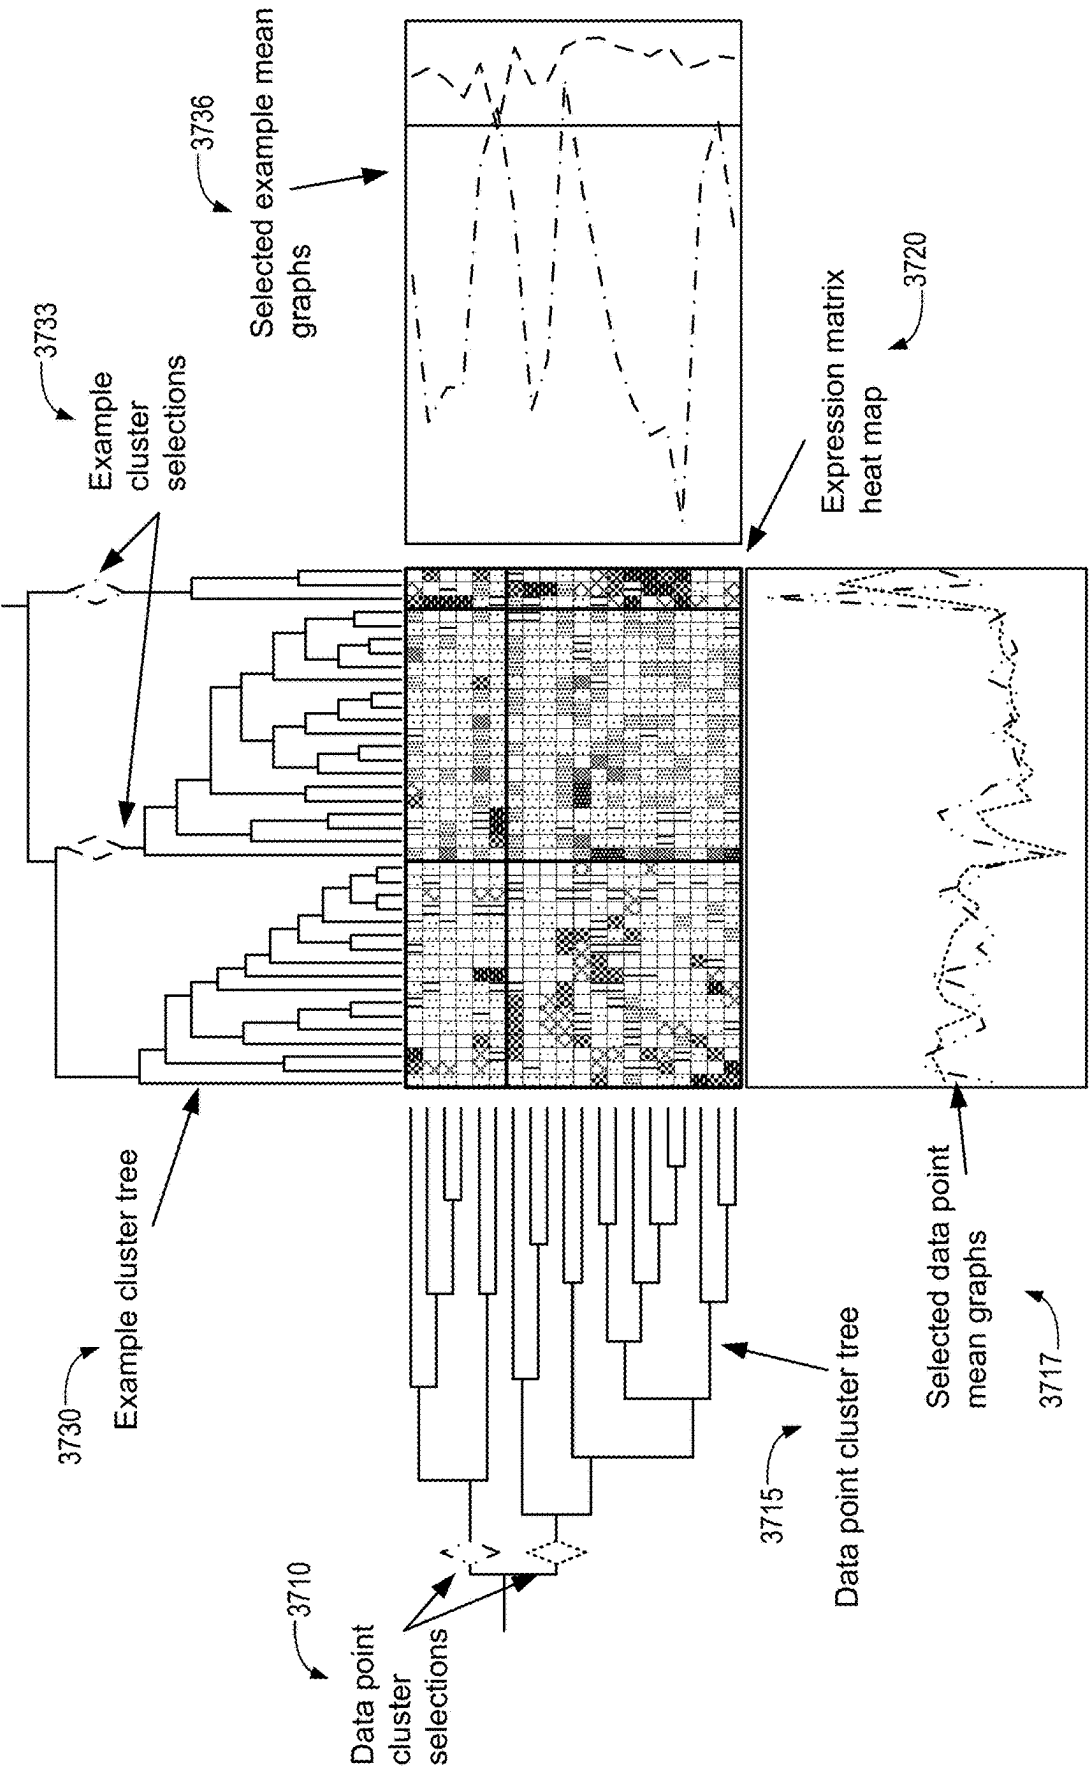 3710
Data point
cluster
selections
3730
Example cluster tree
3733
Example
cluster
selections
3736
Selected example mean
graphs
3715
Data point cluster tree
3717
Selected data point
mean graphs
Expression matrix
heat map
3720